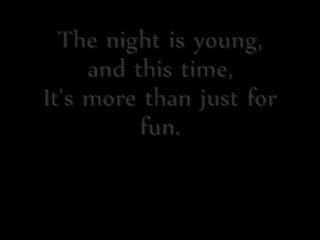 The night is young,
and this time,
It's more than just for
fun.